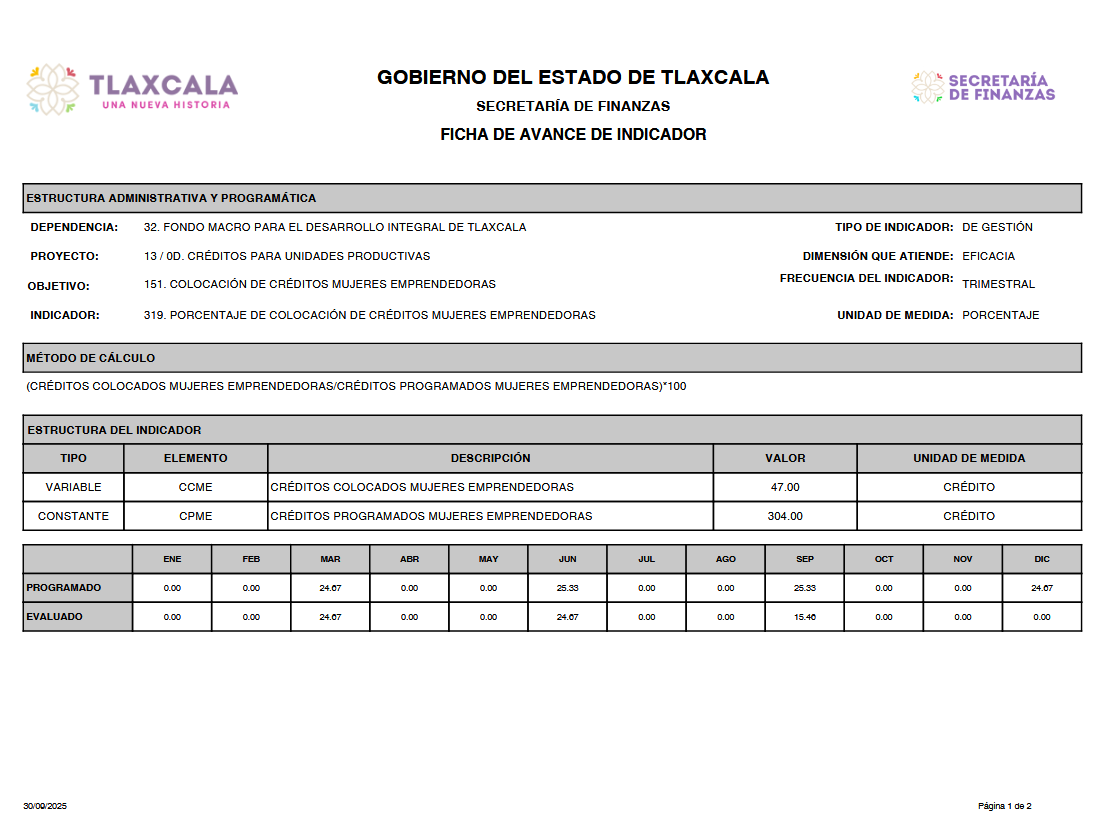 TLAXCALA
UNA NUEVA HISTORIA
GOBIERNO DEL ESTADO DE TLAXCALA
SECRETARÍA DE FINANZAS
FICHA DE AVANCE DE INDICADOR
SECRETARÍA
DE FINANZAS
ESTRUCTURA ADMINISTRATIVA Y PROGRAMÁTICA
DEPENDENCIA: 32. FONDO MACRO PARA EL DESARROLLO INTEGRAL DE TLAXCALA TIPO DE INDICADOR: DE GESTIÓN
PROYECTO: 13 / 0D. CRÉDITOS PARA UNIDADES PRODUCTIVAS DIMENSIÓN QUE ATIENDE: EFICACIA
OBJETIVO: 151. COLOCACIÓN DE CRÉDITOS MUJERES EMPRENDEDORAS FRECUENCIA DEL INDICADOR: TRIMESTRAL
INDICADOR: 319. PORCENTAJE DE COLOCACIÓN DE CRÉDITOS MUJERES EMPRENDEDORAS UNIDAD DE MEDIDA: PORCENTAJE
MÉTODO DE CÁLCULO
(CRÉDITOS COLOCADOS MUJERES EMPRENDEDORAS/CRÉDITOS PROGRAMADOS MUJERES EMPRENDEDORAS)*100
ESTRUCTURA DEL INDICADOR
TIPO ELEMENTO DESCRIPCIÓN VALOR UNIDAD DE MEDIDA
VARIABLE CCME CRÉDITOS COLOCADOS MUJERES EMPRENDEDORAS 47.00 CRÉDITO
CONSTANTE CPME CRÉDITOS PROGRAMADOS MUJERES EMPRENDEDORAS 304.00 CRÉDITO
ENE FEB MAR ABR MAY JUN JUL AGO SEP OCT NOV DIC
PROGRAMADO 0.00 0.00 24.67 0.00 0.00 25.33 0.00 0.00 25.33 0.00 0.00 24.67
EVALUADO 0.00 0.00 24.67 0.00 0.00 24.67 0.00 0.00 15.46 0.00 0.00 0.00
30/09/2025 Página 1 de 2